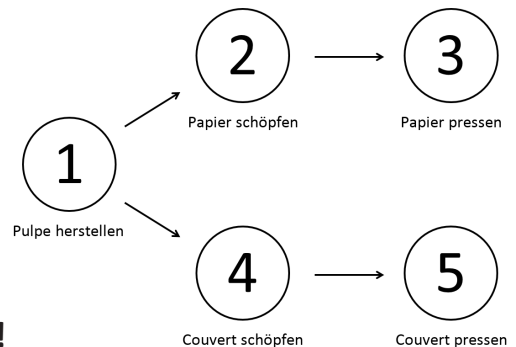 2
3
Papier schöpfen
Papier pressen
1
Pulpe herstellen
4
5
!
Couvert schöpfen
Couvert pressen